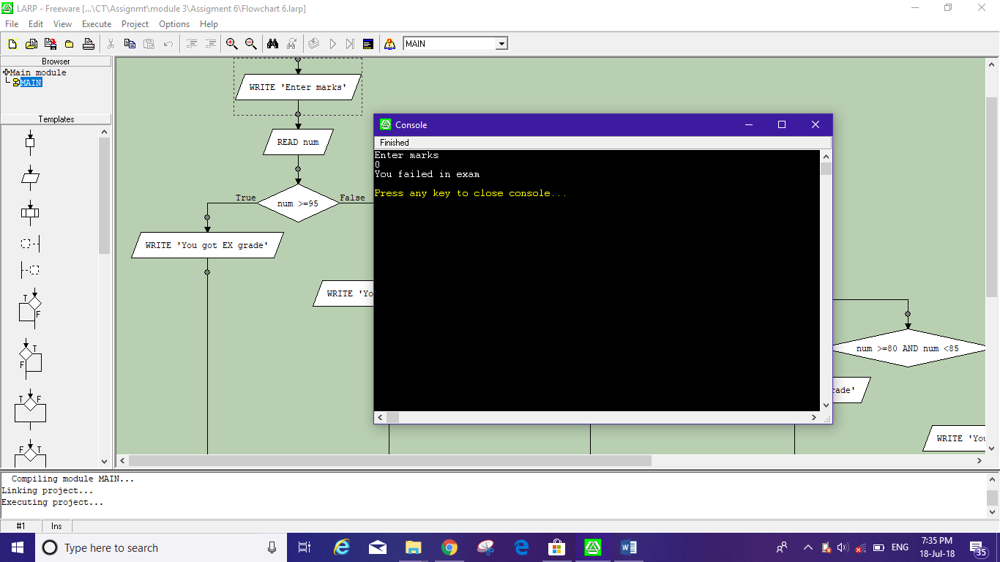 LARP - Freeware [...\CT\Assignmt\module 3\Assigment 6\Flowchart 6.larp]
File Edit View Execute Project Options Help
MAIN
Browser
Main module
MAIN
Templates
T
F
T
F
T F
F T
WRITE 'Enter marks'
READ num
True num >=95 False
WRITE 'You got EX grade'
WRITE 'Yo
Console
Finished
Enter marks
0
You failed in exam
Press any key to close console...
num >=80 AND num <85
rade'
WRITE 'You
Compiling module MAIN...
Linking project...
Executing project...
#1 Ins
Type here to search
ENG
7:35 PM
18-Jul-18
35